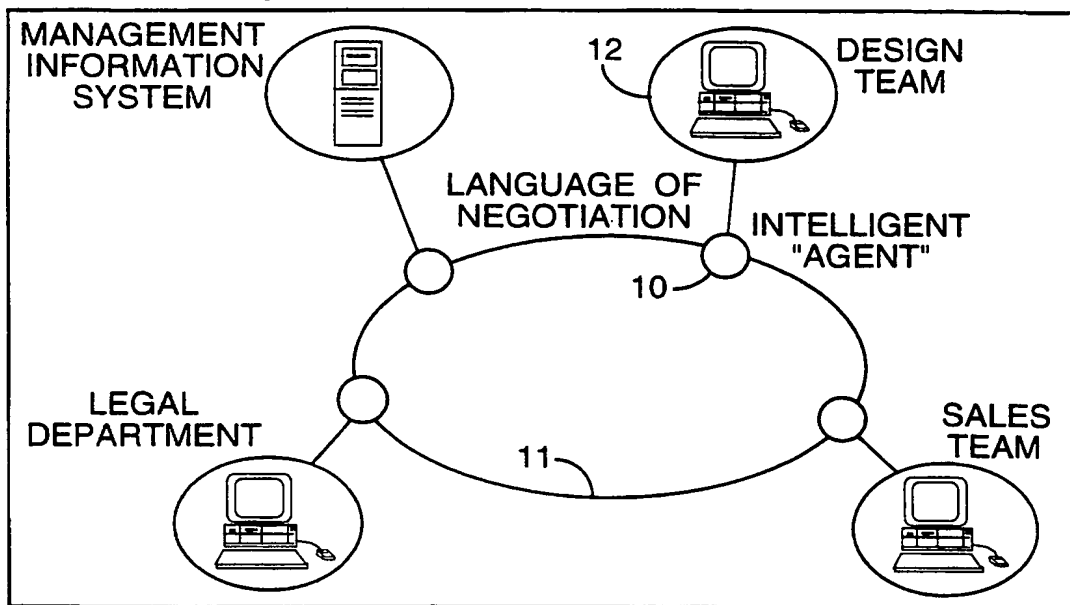 MANAGEMENT
INFORMATION
SYSTEM
12
DESIGN
TEAM
LANGUAGE OF
NEGOTIATION
INTELLIGENT
"AGENT"
10
LEGAL
DEPARTMENT
11
SALES
TEAM